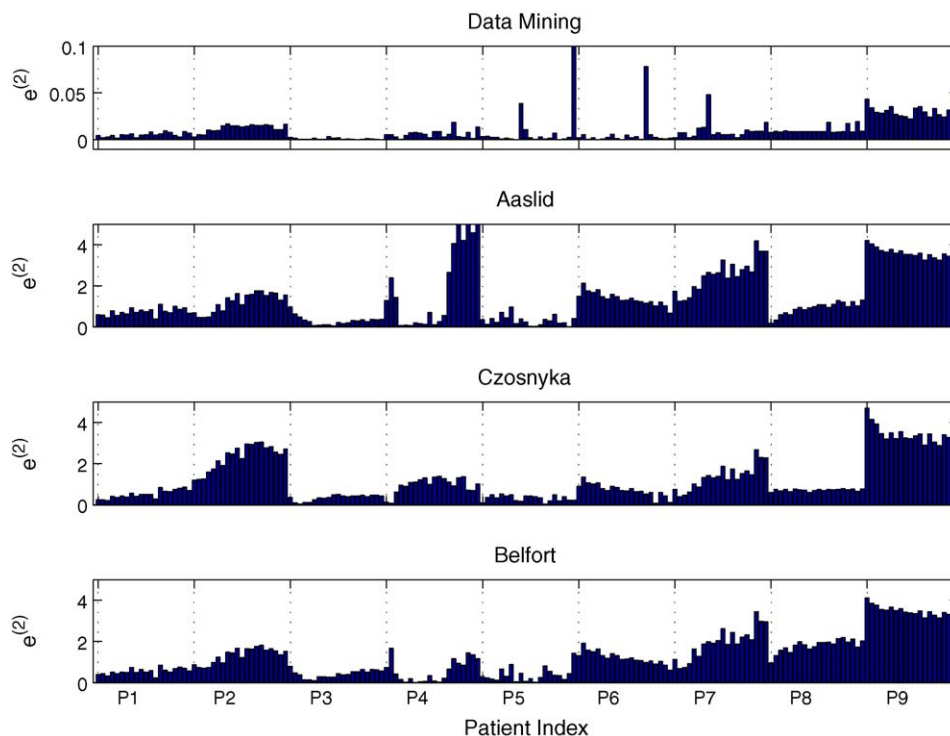 Data Mining
0.1
0.05
0
e(2)
Aaslid
4
2
0
e(2)
Czosnyka
4
2
0
e(2)
Belfort
4
2
0
e(2)
P1 P2 P3 P4 P5 P6 P7 P8 P9
Patient Index